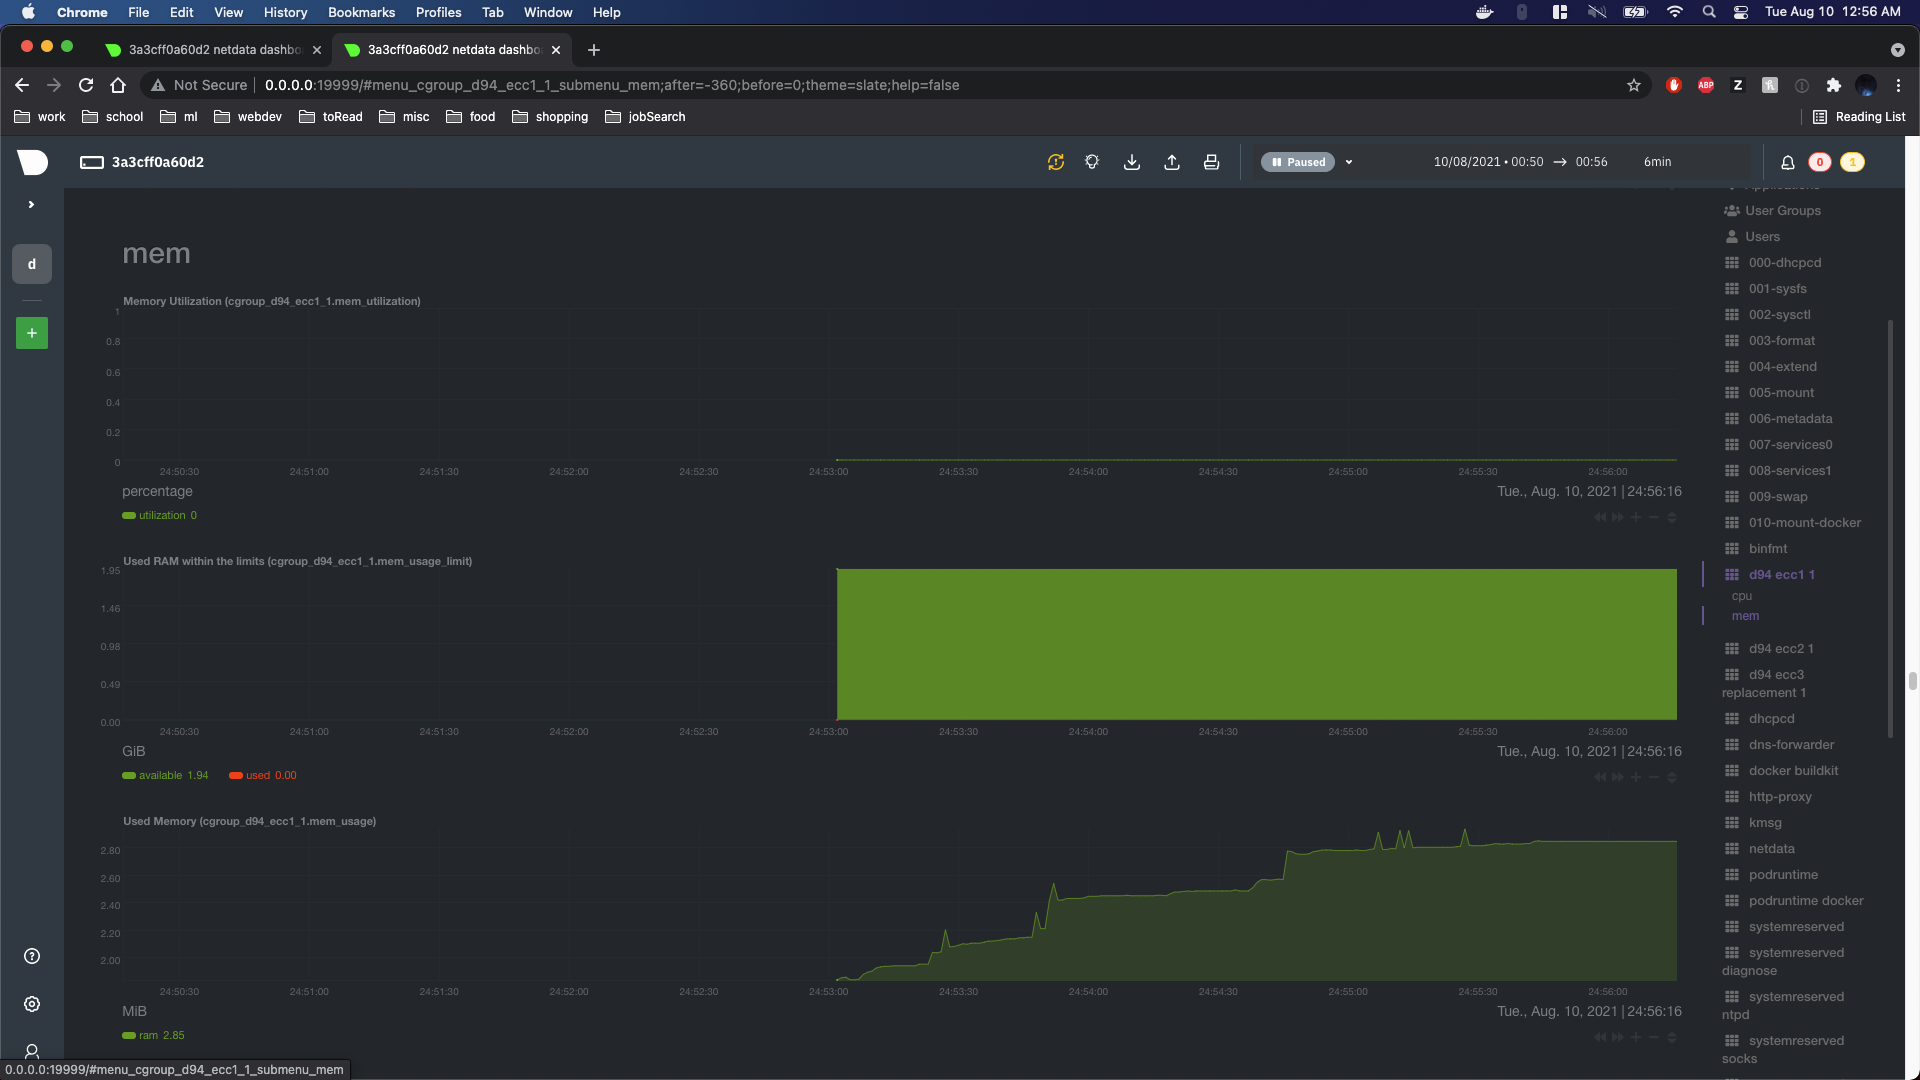 Chrome File Edit View History Bookmarks Profiles Tab Window Help Tue Aug 10 12:56 AM
3a3cff0a60d2 netdata dashbo 3a3cff0a60d2 netdata dashbo
Not Secure 0.0.0.0:19999/#menu_cgroup_d94_ecc1_1_submenu_mem;after=-360;before=0;theme=slate;help=false ABP Z
work school ml webdev toRead misc food shopping jobSearch Reading List
3a3cff0a60d2 Paused 10/08/2021 • 00:50 → 00:56 6min 0 1
d
+
mem
Memory Utilization (cgroup_d94_ecc1_1.mem_utilization)
1
0.8
0.6
0.4
0.2
0
24:50:30 24:51:00 24:51:30 24:52:00 24:52:30 24:53:00 24:53:30 24:54:00 24:54:30 24:55:00 24:55:30 24:56:00
percentage Tue., Aug. 10, 2021 | 24:56:16
utilization 0
Used RAM within the limits (cgroup_d94_ecc1_1.mem_usage_limit)
1.95
1.46
0.98
0.49
0.00
24:50:30 24:51:00 24:51:30 24:52:00 24:52:30 24:53:00 24:53:30 24:54:00 24:54:30 24:55:00 24:55:30 24:56:00
GiB Tue., Aug. 10, 2021 | 24:56:16
available 1.94 used 0.00
Used Memory (cgroup_d94_ecc1_1.mem_usage)
2.80
2.60
2.40
2.20
2.00
24:50:30 24:51:00 24:51:30 24:52:00 24:52:30 24:53:00 24:53:30 24:54:00 24:54:30 24:55:00 24:55:30 24:56:00
MiB Tue., Aug. 10, 2021 | 24:56:16
ram 2.85
Applications
User Groups
Users
000-dhcpcd
001-sysfs
002-sysctl
003-format
004-extend
005-mount
006-metadata
007-services0
008-services1
009-swap
010-mount-docker
binfmt
d94 ecc1 1
cpu
mem
d94 ecc2 1
d94 ecc3
replacement 1
dhcpcd
dns-forwarder
docker buildkit
http-proxy
kmsg
netdata
podruntime
podruntime docker
systemreserved
systemreserved
diagnose
systemreserved
ntpd
systemreserved
socks
0.0.0.0:19999/#menu_cgroup_d94_ecc1_1_submenu_mem